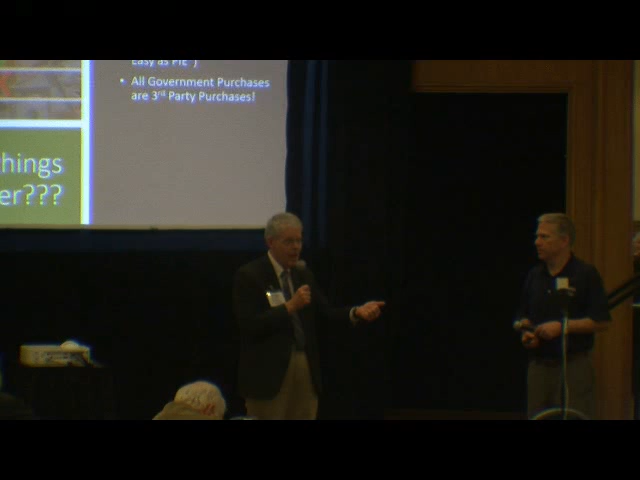 Easy as PIE")
• All Government Purchases
are 3rd Party Purchases!
hings
er???